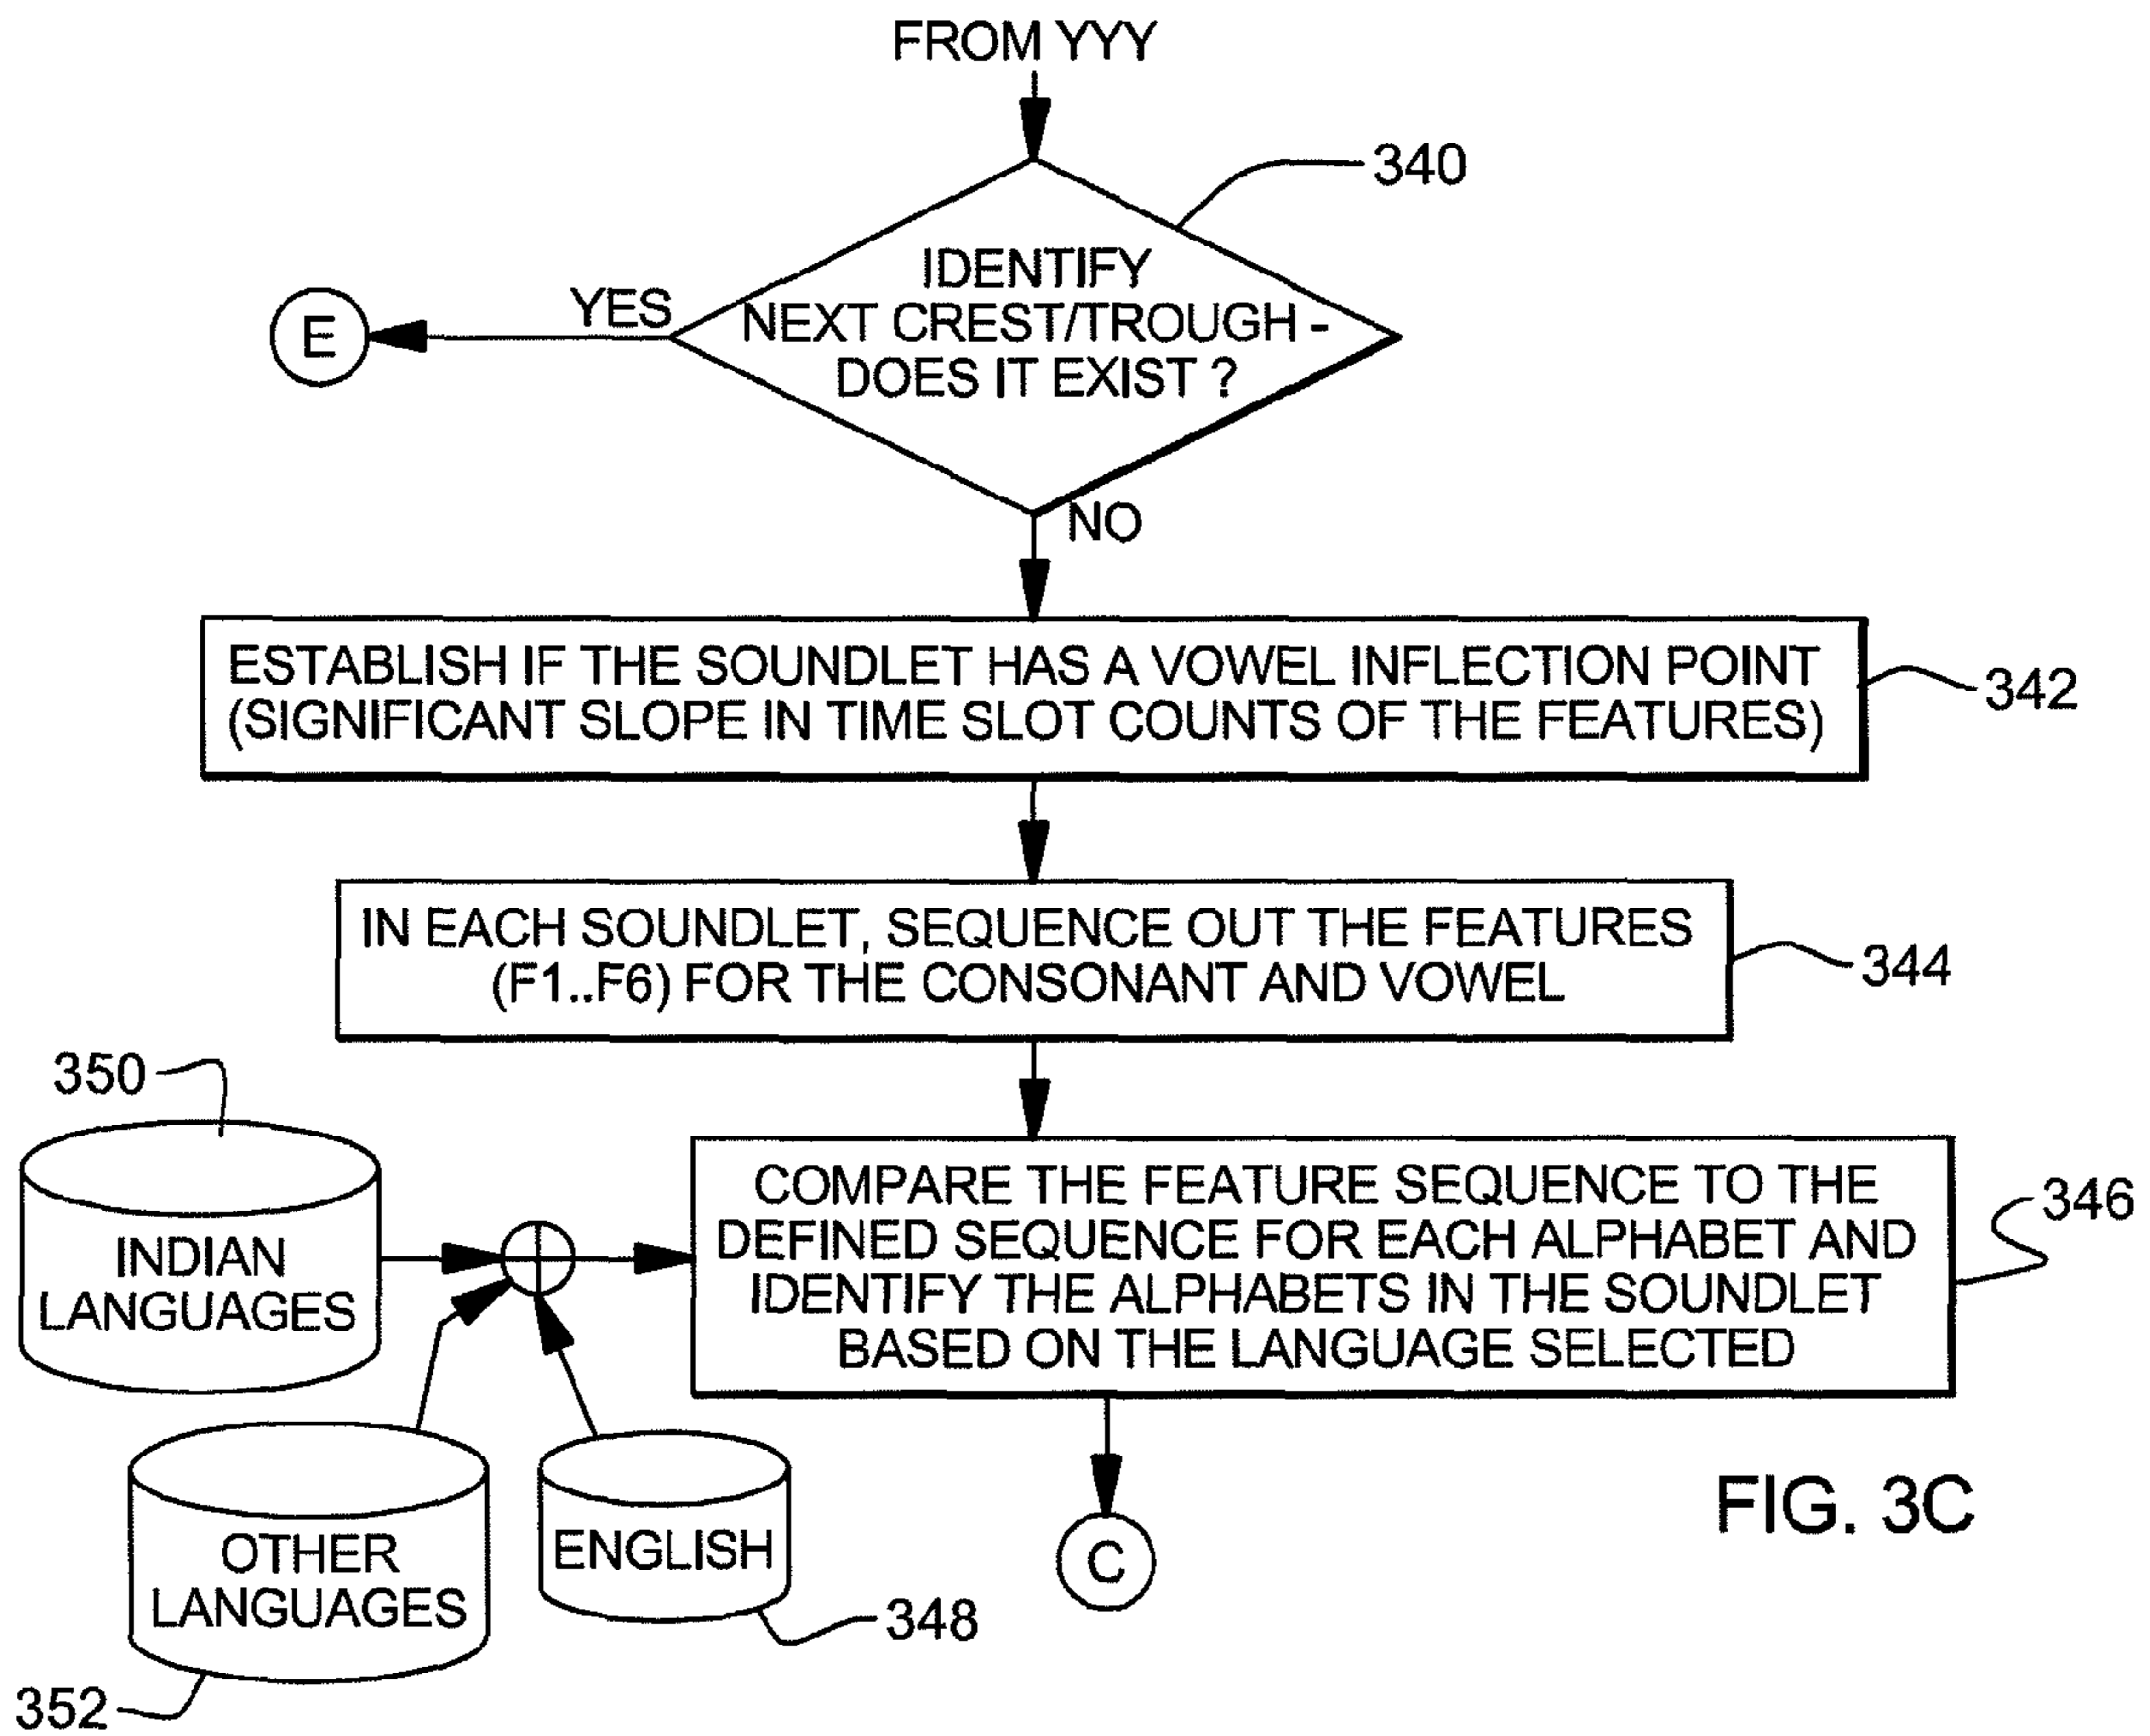 FROM YYY
340
IDENTIFY
NEXT CREST/TROUGH -
DOES IT EXIST ?
YES
E
NO
ESTABLISH IF THE SOUNDLET HAS A VOWEL INFLECTION POINT
(SIGNIFICANT SLOPE IN TIME SLOT COUNTS OF THE FEATURES)
342
IN EACH SOUNDLET, SEQUENCE OUT THE FEATURES
(F1..F6) FOR THE CONSONANT AND VOWEL
344
350
INDIAN
LANGUAGES
COMPARE THE FEATURE SEQUENCE TO THE
DEFINED SEQUENCE FOR EACH ALPHABET AND
IDENTIFY THE ALPHABETS IN THE SOUNDLET
BASED ON THE LANGUAGE SELECTED
346
OTHER
LANGUAGES
352
ENGLISH
348
C
FIG. 3C